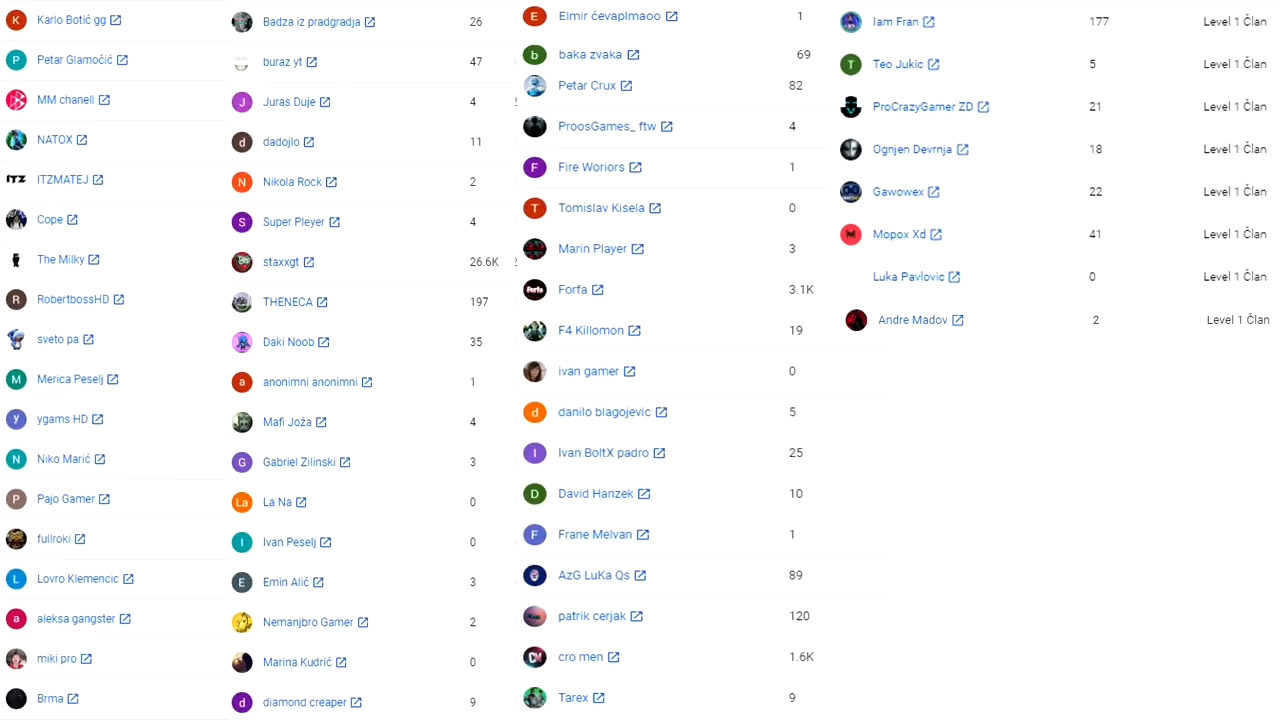 K Karlo Botić gg
P Petar Glamočić
MM chanell
NATOX
ITZ ITZMATEJ
Cope
The Milky
R RobertbossHD
sveto pa
M Merica Peselj
y ygams HD
N Niko Marić
P Pajo Gamer
fullroki
L Lovro Klemencic
a aleksa gangster
miki pro
Brma
Badza iz pradgradja 26
buraz yt 47
J Juras Duje 4
d dadojlo 11
N Nikola Rock 2
S Super Pleyer 4
staxxgt 26.6K
THENECA 197
Daki Noob 35
a anonimni anonimni 1
Mafi Joža 4
G Gabriel Zilinski 3
La La Na 0
I Ivan Peselj 0
E Emin Alić 3
Nemanjbro Gamer 2
Marina Kudrić 0
d diamond creaper 9
E Elmir ćevaplmaoo 1
b baka zvaka 69
Petar Crux 82
ProosGames_ ftw 4
F Fire Woriors 1
T Tomislav Kisela 0
Marin Player 3
Forfa Forfa 3.1K
F4 Killomon 19
ivan gamer 0
d danilo blagojevic 5
I Ivan BoltX padro 25
D David Hanzek 10
F Frane Melvan 1
AzG LuKa Qs 89
patrik cerjak 120
cro men 1.6K
Tarex 9
Iam Fran 177 Level 1 Član
T Teo Jukic 5 Level 1 Član
ProCrazyGamer ZD 21 Level 1 Član
Ognjen Devrnja 18 Level 1 Član
Gawowex 22 Level 1 Član
Mopox Xd 41 Level 1 Član
Luka Pavlovic 0 Level 1 Član
Andre Madov 2 Level 1 Član